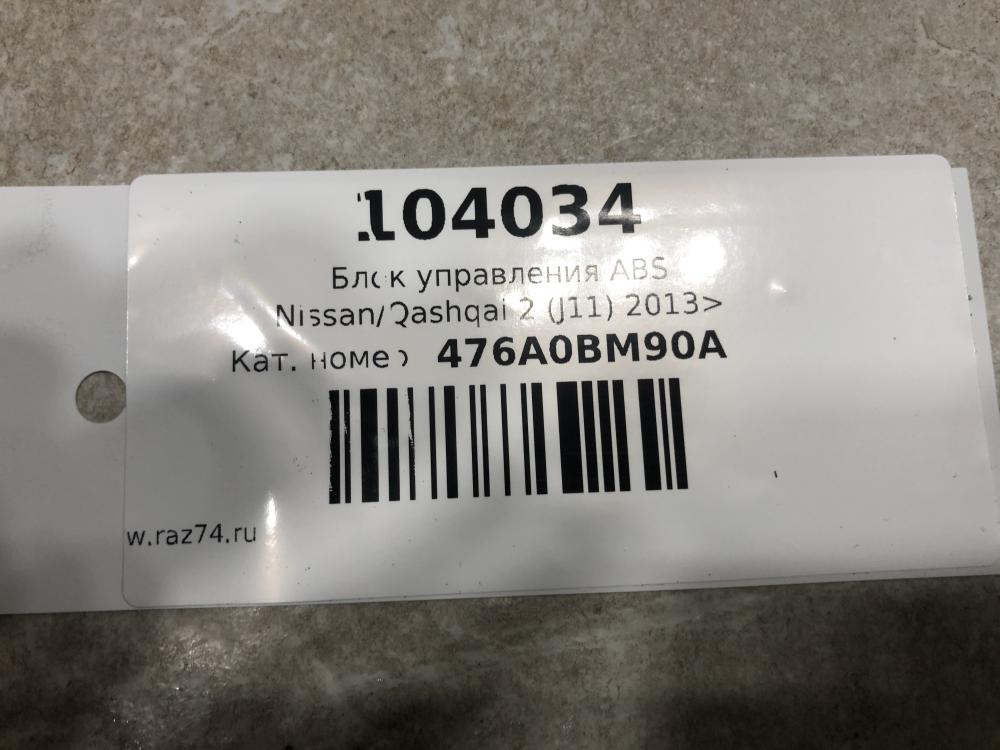 104034
Блок управления ABS
Nissan/Qashqai 2 (J11) 2013>
Кат. номер 476A0BM90A
w.raz74.ru